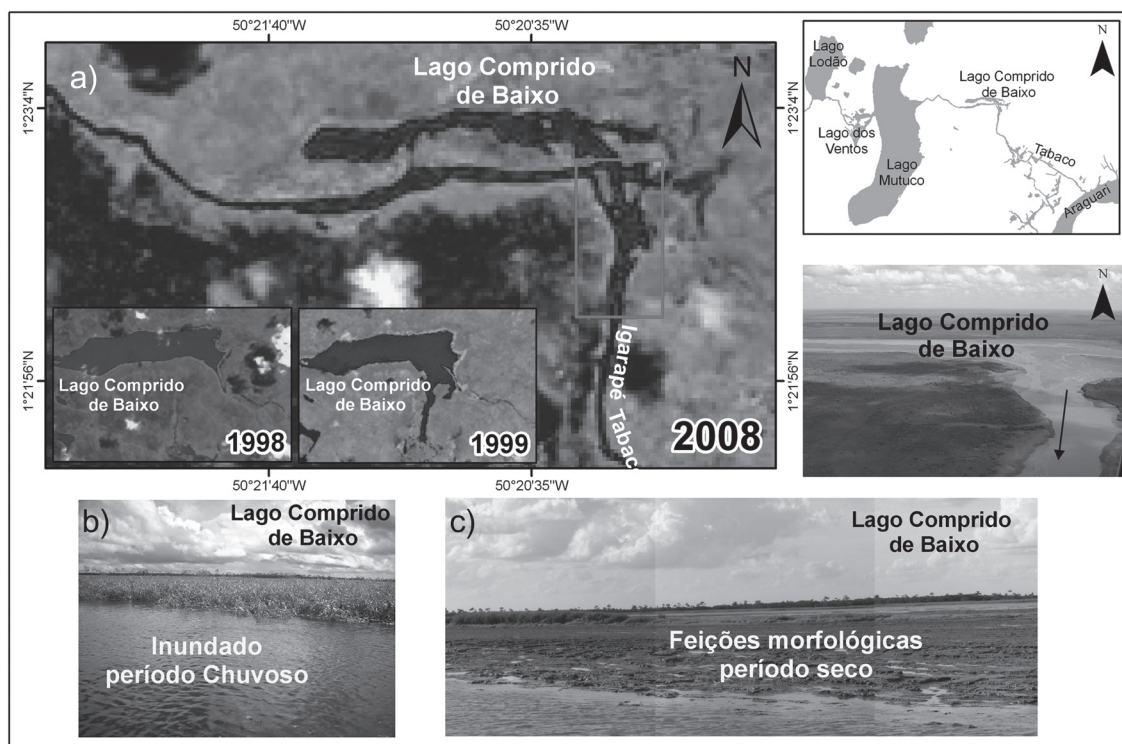 50°21'40"W
50°20'35"W
a)
Lago Comprido
de Baixo
N
1°23'4"N
1°21'56"N
Igarapé Tabac
2008
Lago Comprido
de Baixo
1998
Lago Comprido
de Baixo
1999
50°21'40"W
50°20'35"W
1°23'4"N
1°21'56"N
Lago
Lodão
Lago dos
Ventos
Lago
Mutuco
Lago Comprido
de Baixo
Tabaco
Araguari
N
Lago Comprido
de Baixo
N
b)
Lago Comprido
de Baixo
Inundado
período Chuvoso
c)
Lago Comprido
de Baixo
Feições morfológicas
período seco